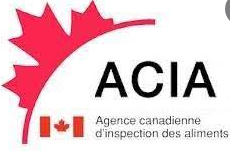 ACIA
Agence canadienne
d'inspection des aliments